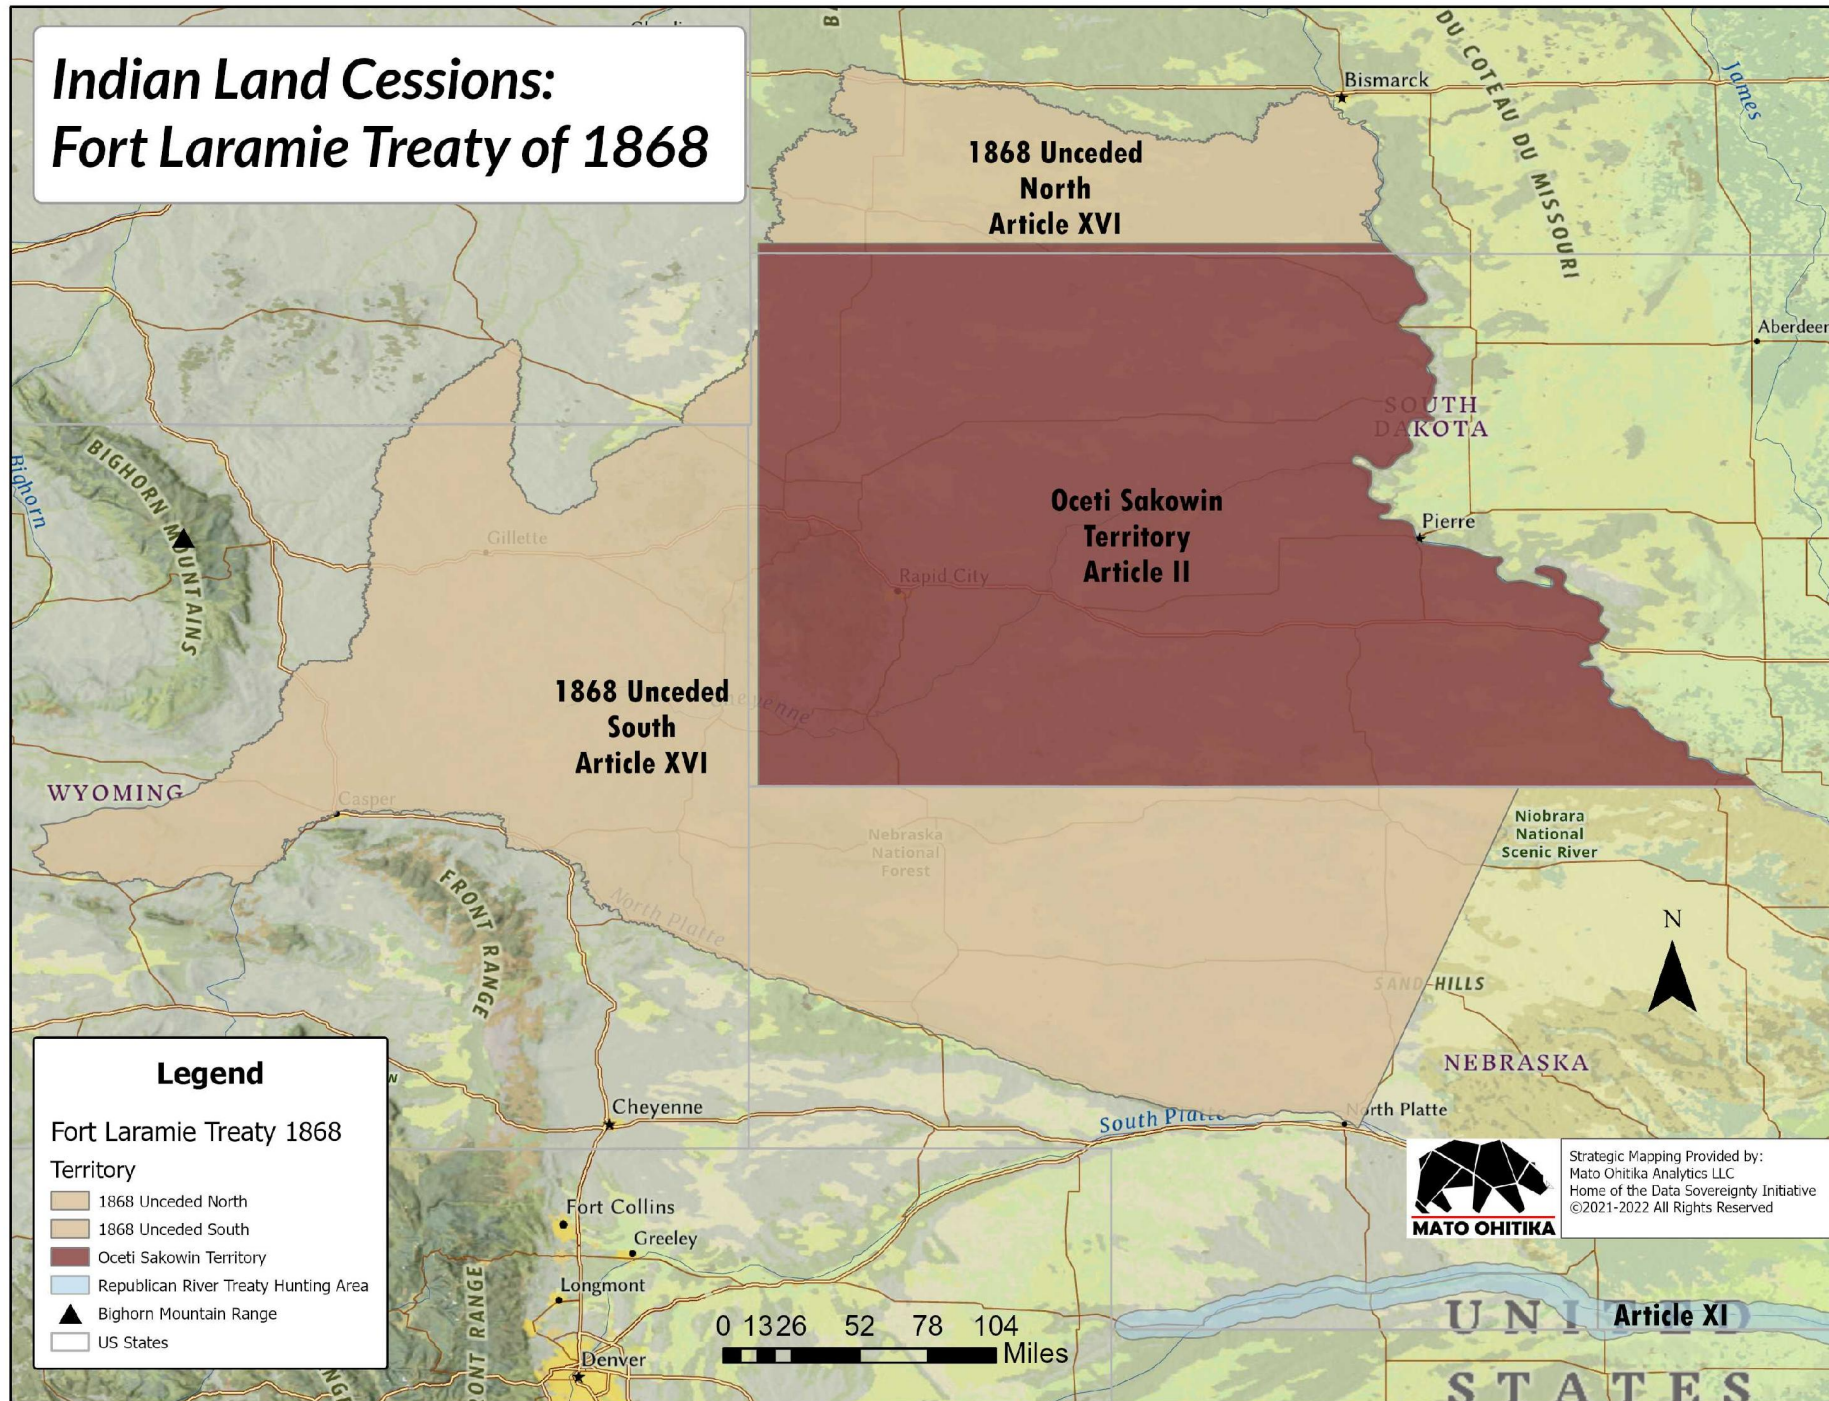 Indian Land Cessions:
Fort Laramie Treaty of 1868
Bismarck
James
DU COTEAU DU MISSOURI
1868 Unceded
North
Article XVI
Aberdeen
SOUTH
DAKOTA
BIGHORN MOUNTAINS
Bighorn
Gillette
Oceti Sakowin
Territory
Article II
Pierre
Rapid City
1868 Unceded
South
Article XVI
Cheyenne
WYOMING
Casper
Nebraska
National
Forest
Niobrara
National
Scenic River
FRONT RANGE
North Platte
N
SAND HILLS
NEBRASKA
Legend
Fort Laramie Treaty 1868
Territory
1868 Unceded North
1868 Unceded South
Oceti Sakowin Territory
Republican River Treaty Hunting Area
Bighorn Mountain Range
US States
Cheyenne
South Platte
North Platte
MATO OHITIKA
Strategic Mapping Provided by:
Mato Ohitika Analytics LLC
Home of the Data Sovereignty Initiative
©2021-2022 All Rights Reserved
Fort Collins
Greeley
Longmont
FRONT RANGE
Denver
0 13 26 52 78 104
Miles
Article XI
UNITED
STATES